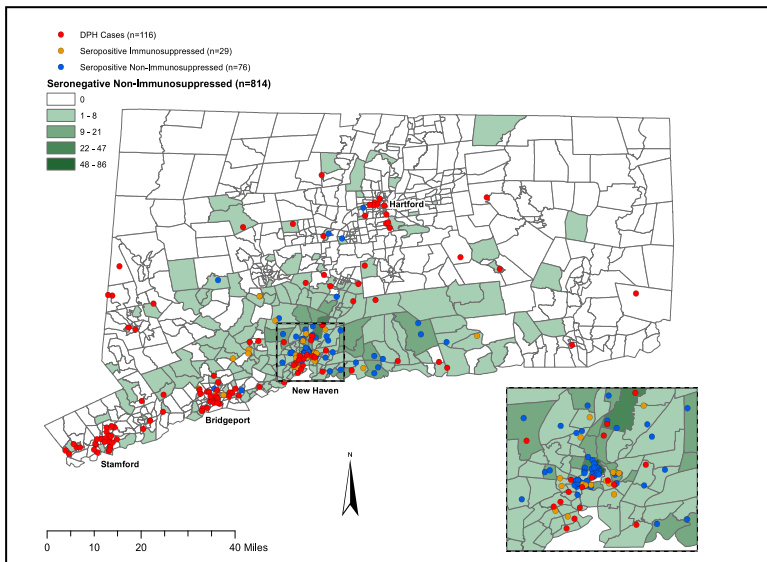 DPH Cases (n=116)
Seropositive Immunosuppressed (n=29)
Seropositive Non-Immunosuppressed (n=76)
Seronegative Non-Immunosuppressed (n=814)
0
1 - 8
9 - 21
22 - 47
48 - 86
Hartford
New Haven
Bridgeport
Stamford
N
0 10 20 40 Miles